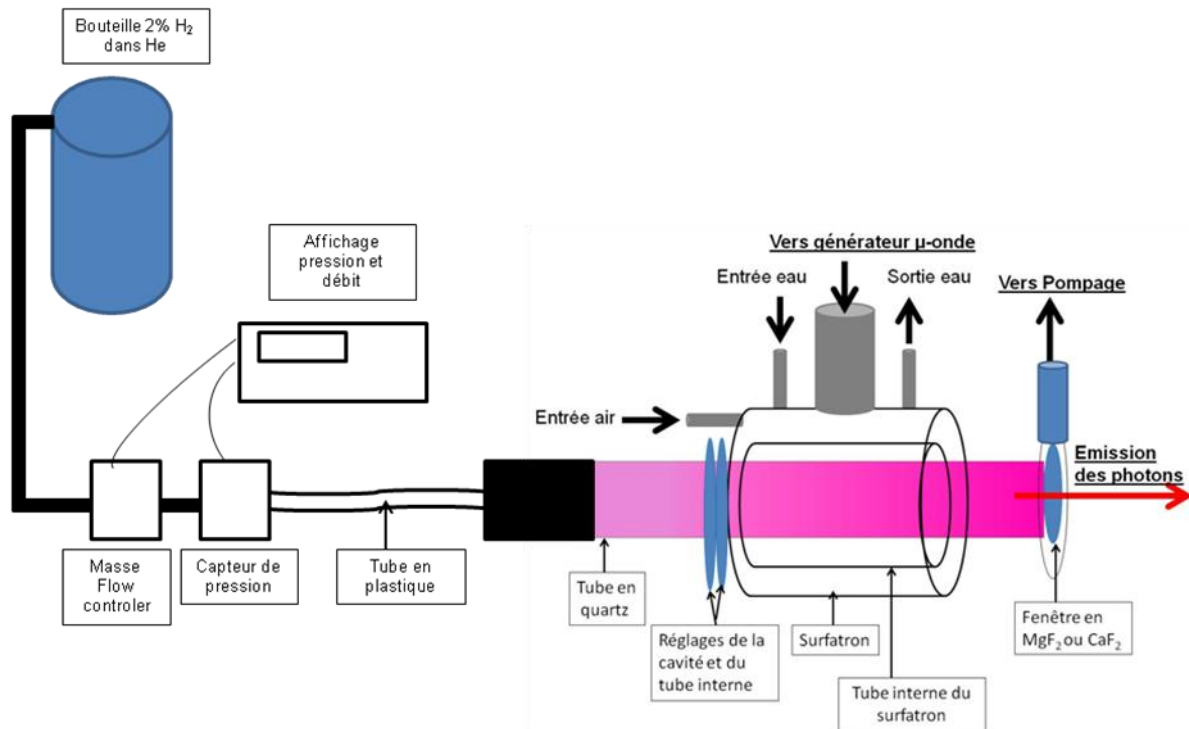 Bouteille 2% H₂
dans He
Affichage
pression et
débit
Vers générateur µ-onde
Entrée eau
Sortie eau
Vers Pompage
Entrée air
Emission
des photons
Masse
Flow
controler
Capteur de
pression
Tube en
plastique
Tube en
quartz
Réglages de la
cavité et du
tube interne
Surfatron
Tube interne du
surfatron
Fenêtre en
MgF₂ ou CaF₂